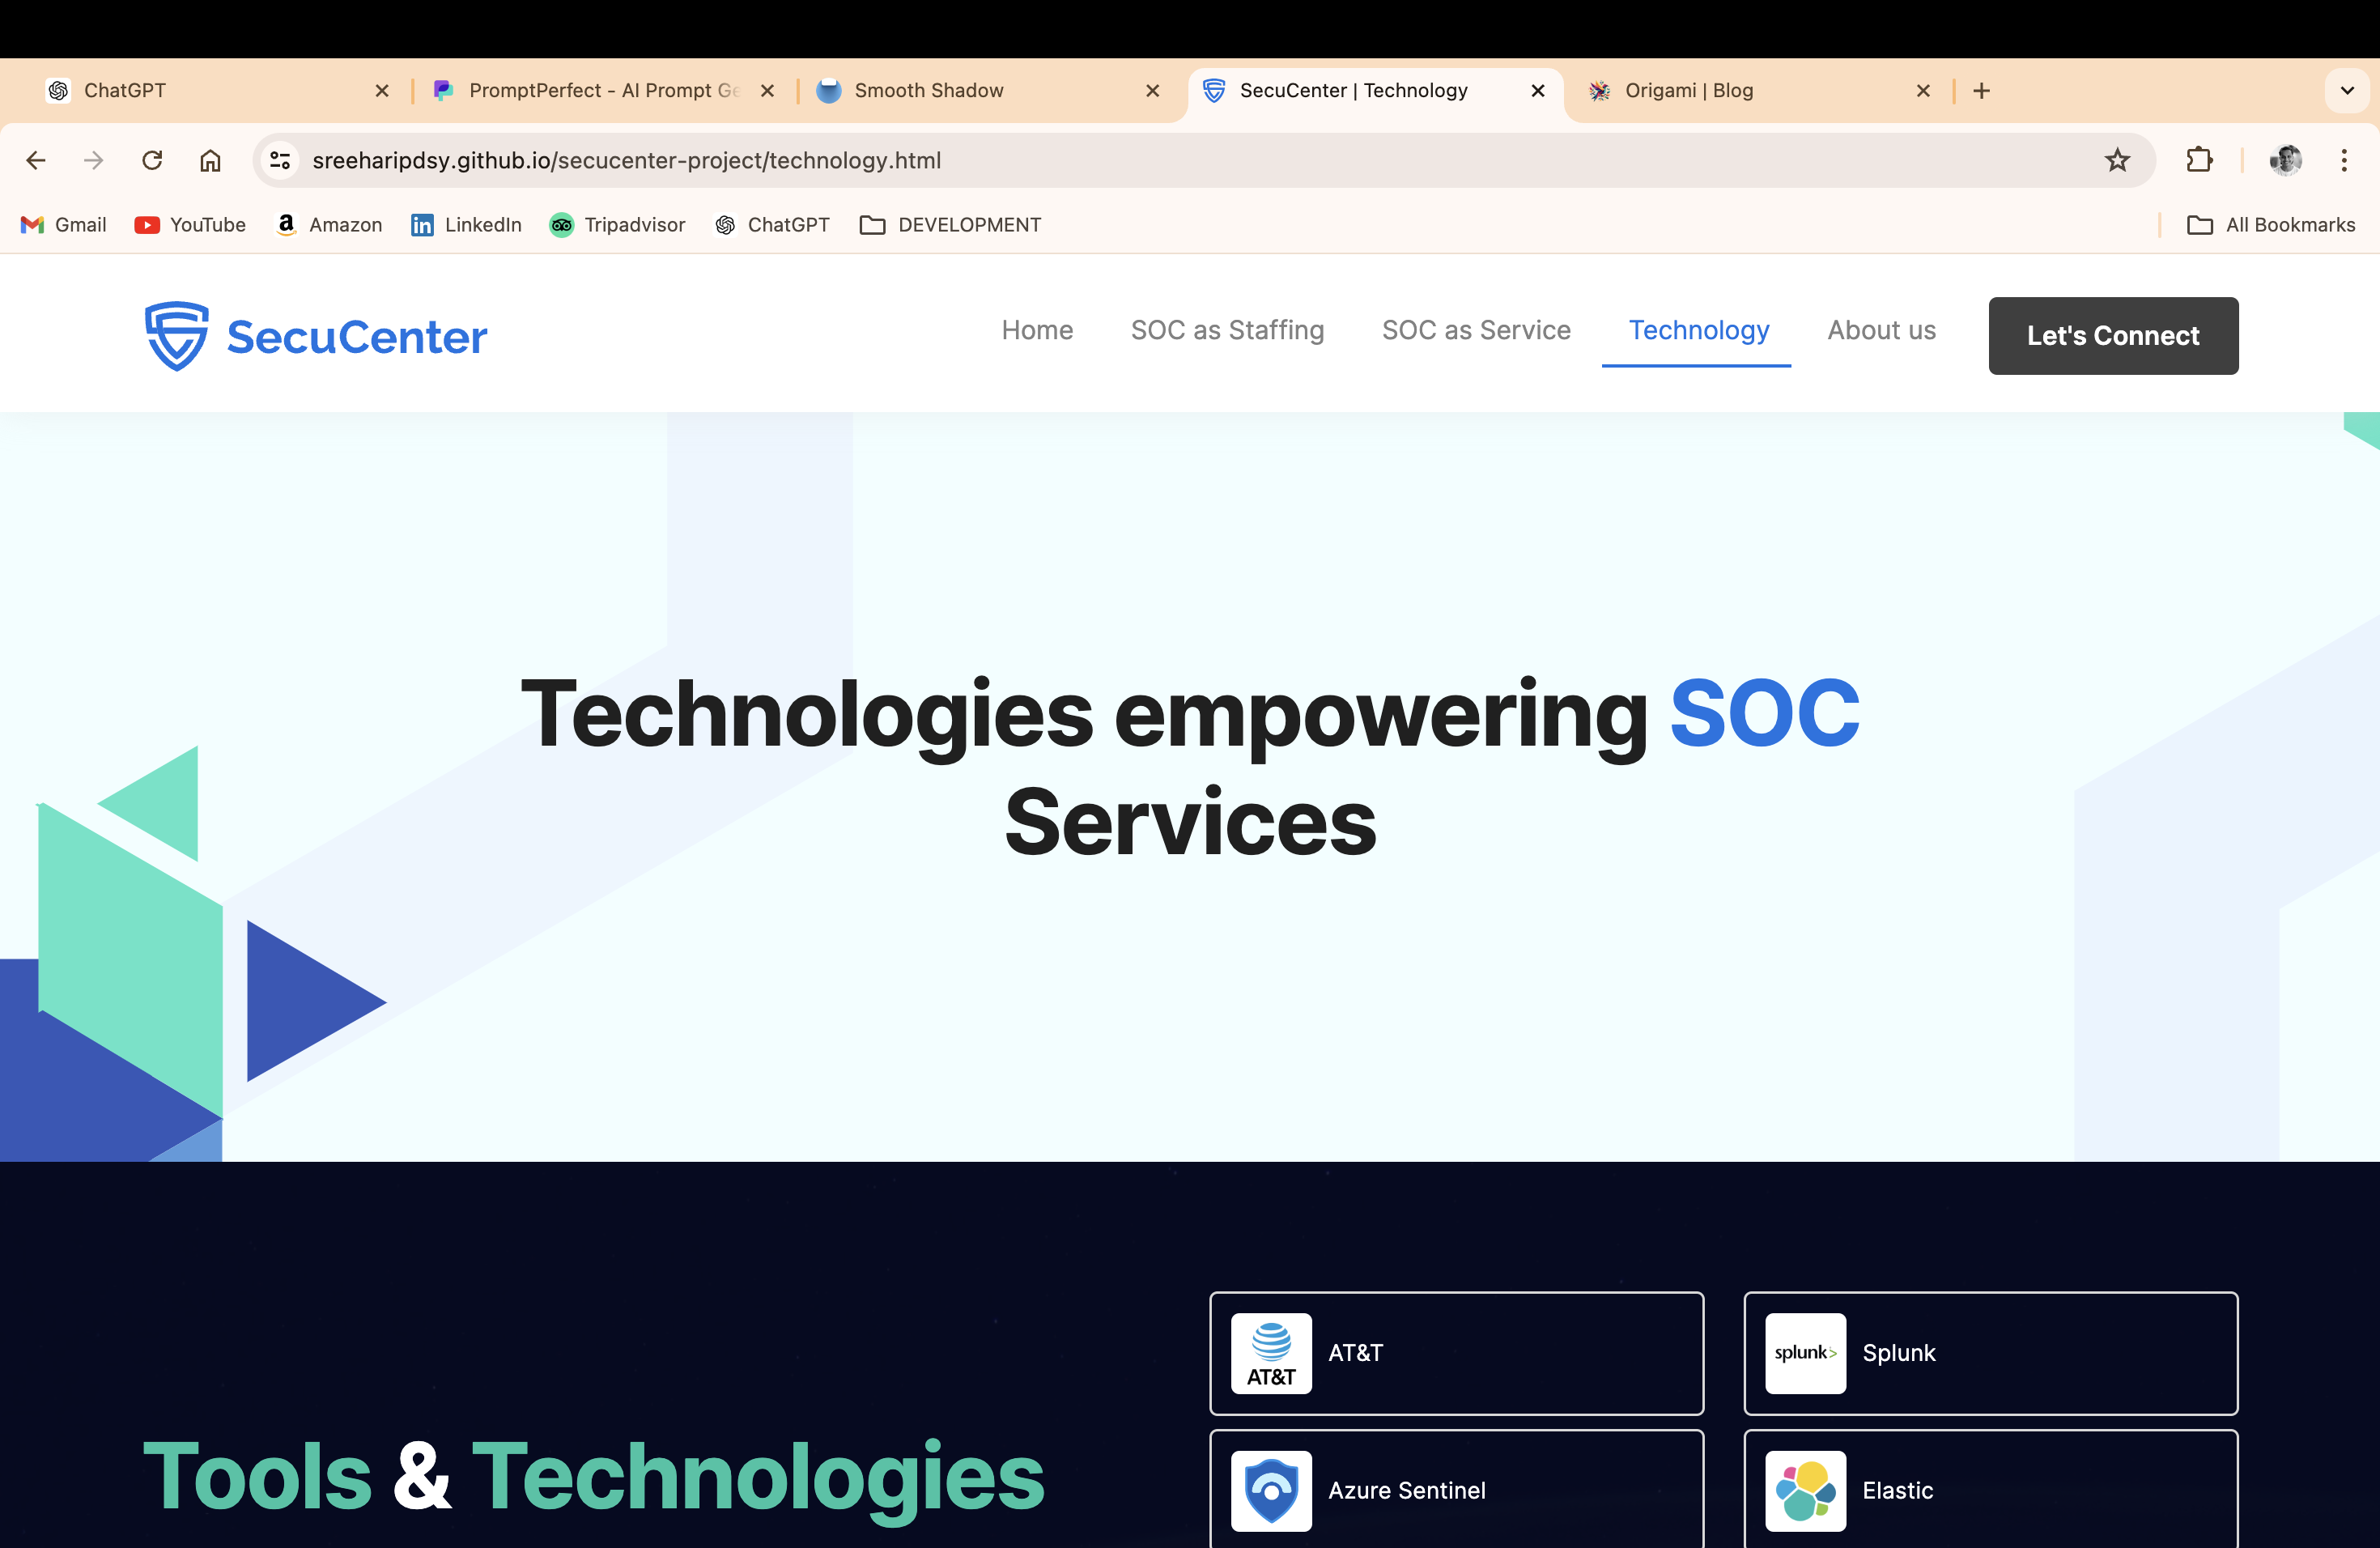 ChatGPT
PromptPerfect - AI Prompt Ge
Smooth Shadow
SecuCenter | Technology
Origami | Blog
sreeharipdsy.github.io/secucenter-project/technology.html
Gmail
YouTube
Amazon
LinkedIn
Tripadvisor
ChatGPT
DEVELOPMENT
All Bookmarks
SecuCenter
Home
SOC as Staffing
SOC as Service
Technology
About us
Let's Connect
Technologies empowering SOC
Services
Tools & Technologies
AT&T
AT&T
splunk>
Splunk
Azure Sentinel
Elastic